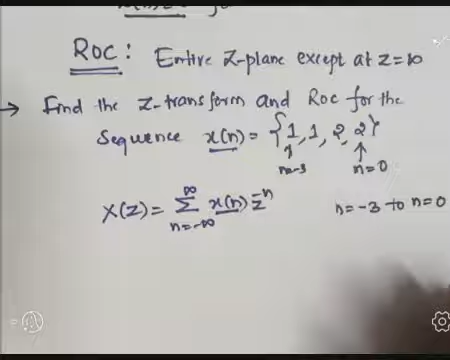 ROC: Entire Z-plane except at z=∞
→ Find the Z-transform and ROC for the
Sequence x(n) = {1, 1, 2, 2}
↑ ↑
n=-3 n=0
X(z) = ∑ x(n) z⁻ⁿ n=-3 to n=0
∞
n=-∞